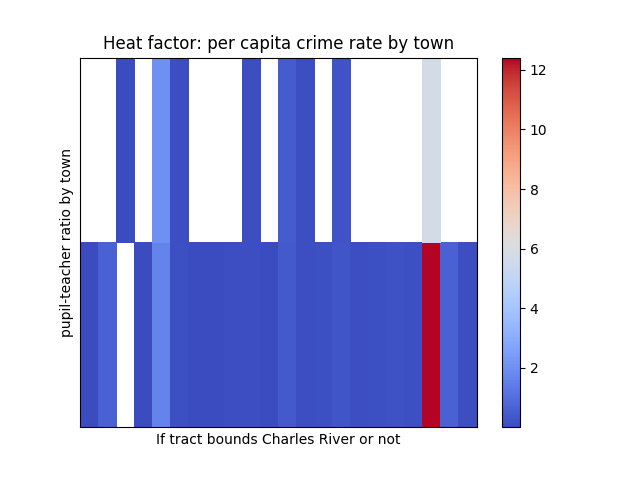 Heat factor: per capita crime rate by town
pupil-teacher ratio by town
If tract bounds Charles River or not
12
10
8
6
4
2